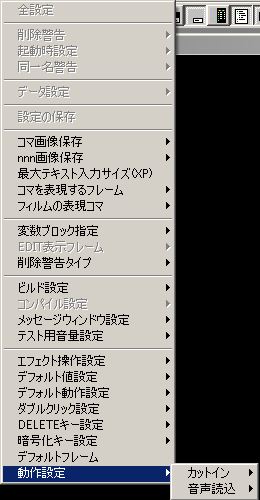 全設定
削除警告
起動時設定
同一名警告
データ設定
設定の保存
コマ画像保存
nnn画像保存
最大テキスト入力サイズ(XP)
コマを表現するフレーム
フィルムの表現コマ
変数ブロック指定
EDIT表示フレーム
削除警告タイプ
ビルド設定
コンパイル設定
メッセージウィンドウ設定
テスト用音量設定
エフェクト操作設定
デフォルト値設定
デフォルト動作設定
ダブルクリック設定
DELETEキー設定
暗号化キー設定
デフォルトフレーム
動作設定
カットイン
音声読込